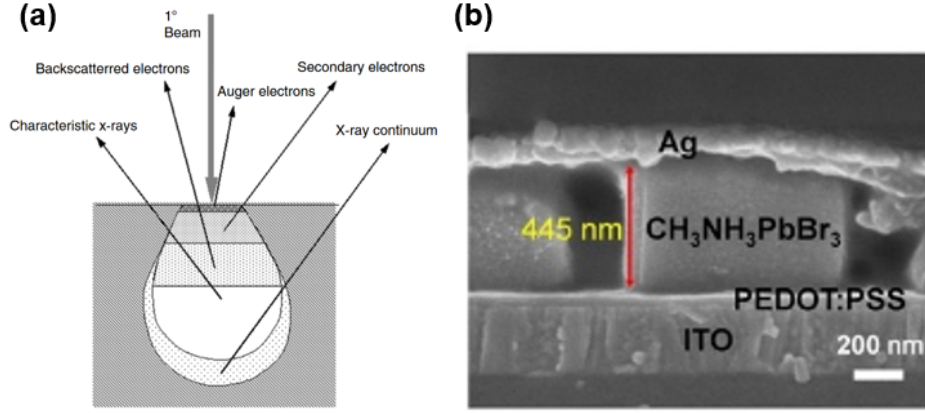 (a)
1°
Beam
Backscatterred electrons
Secondary electrons
Auger electrons
Characteristic x-rays
X-ray continuum
(b)
Ag
445 nm
CH₃NH₃PbBr₃
PEDOT:PSS
ITO
200 nm